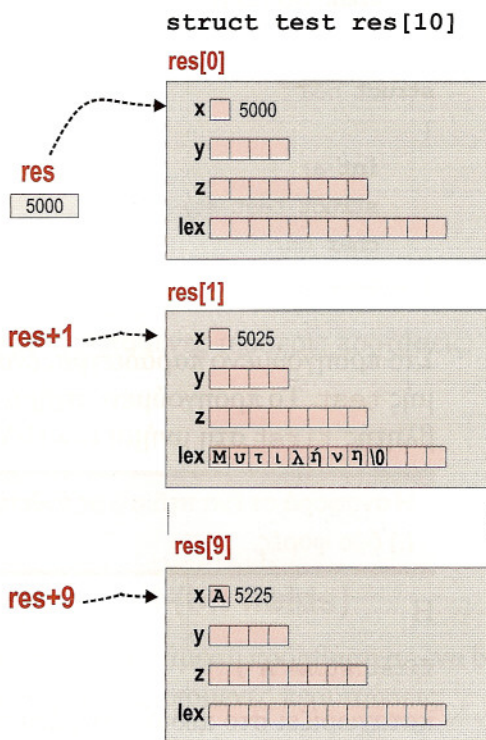 struct test res[10]
res[0]
x 5000
y
z
lex
res
5000
res[1]
res+1
x 5025
y
z
lex Μυτιλήνη\0
res[9]
res+9
x A 5225
y
z
lex